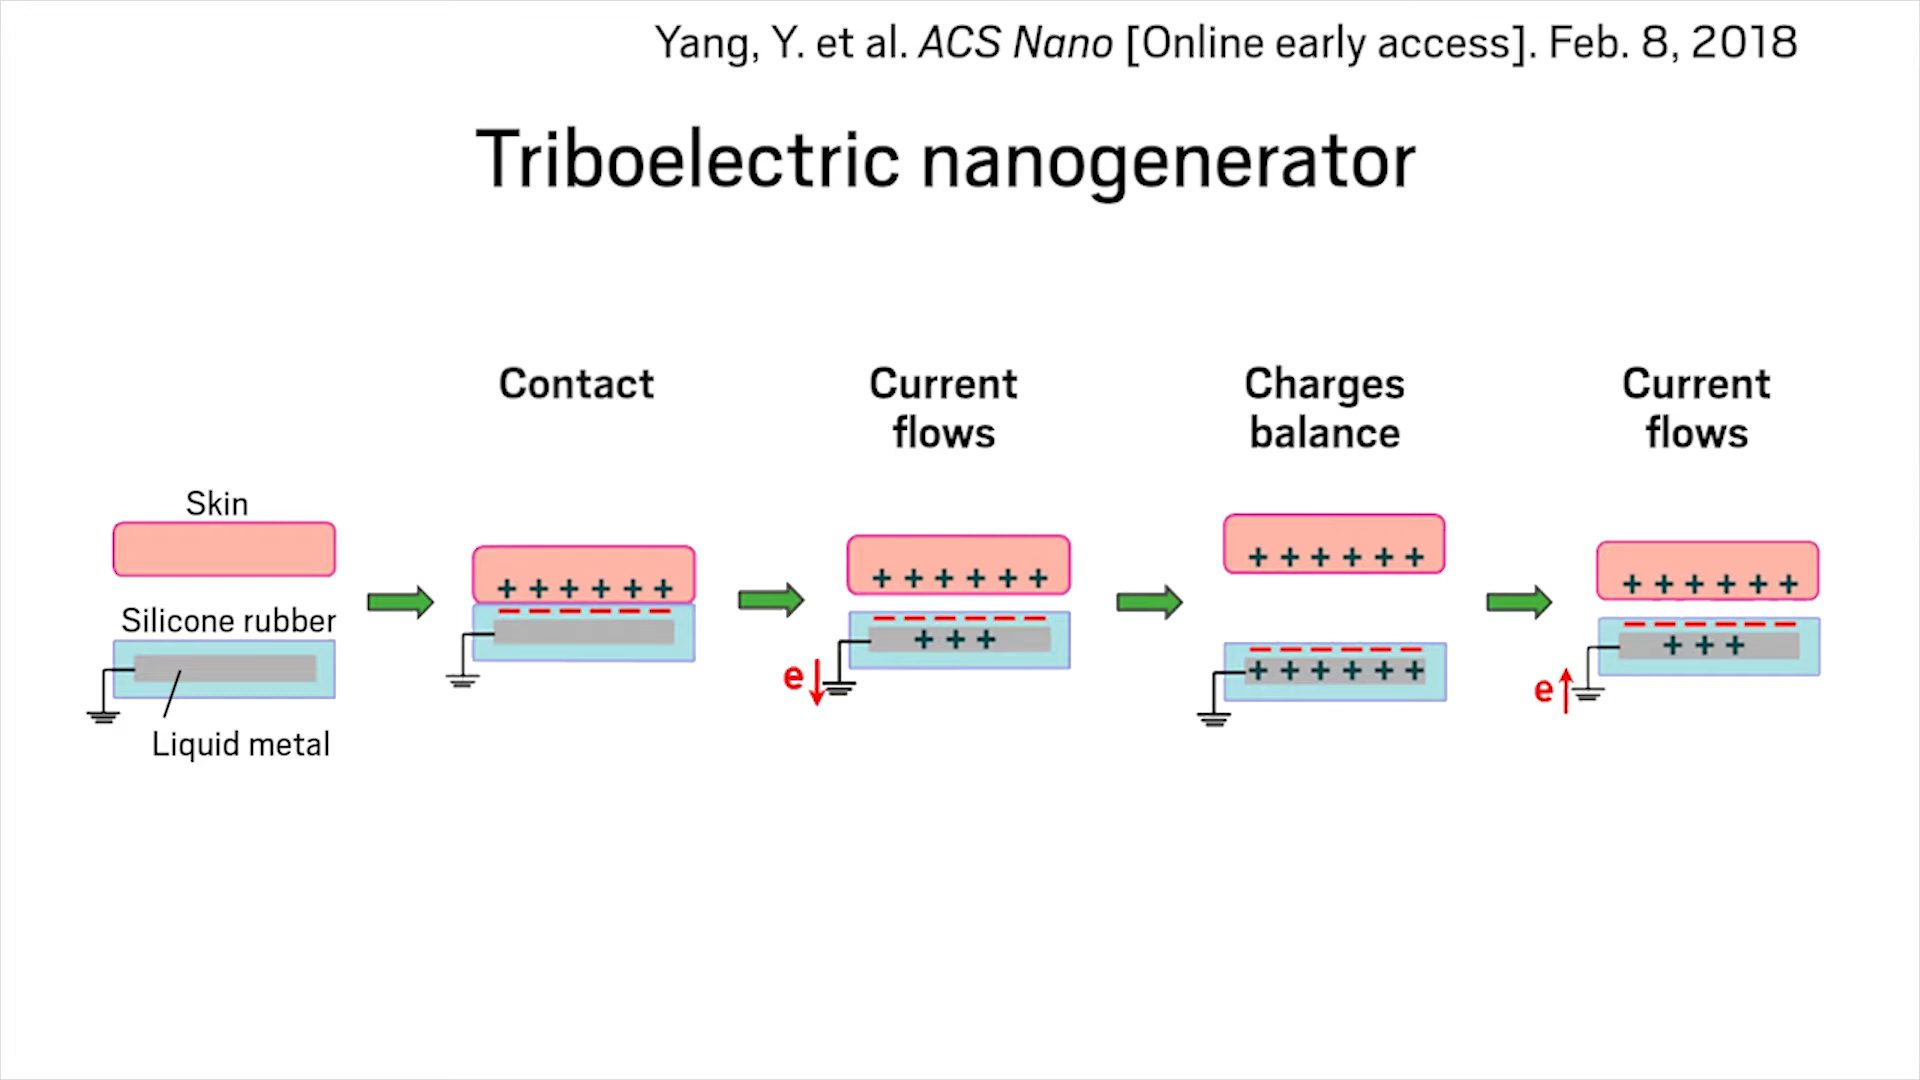 Yang, Y. et al. ACS Nano [Online early access]. Feb. 8, 2018
Triboelectric nanogenerator
Contact
Current
flows
Charges
balance
Current
flows
Skin
Silicone rubber
Liquid metal
+ + + + + +
+ + + + + +
+ + +
e
+ + + + + +
+ + + + + +
+ + + + + +
+ + +
e